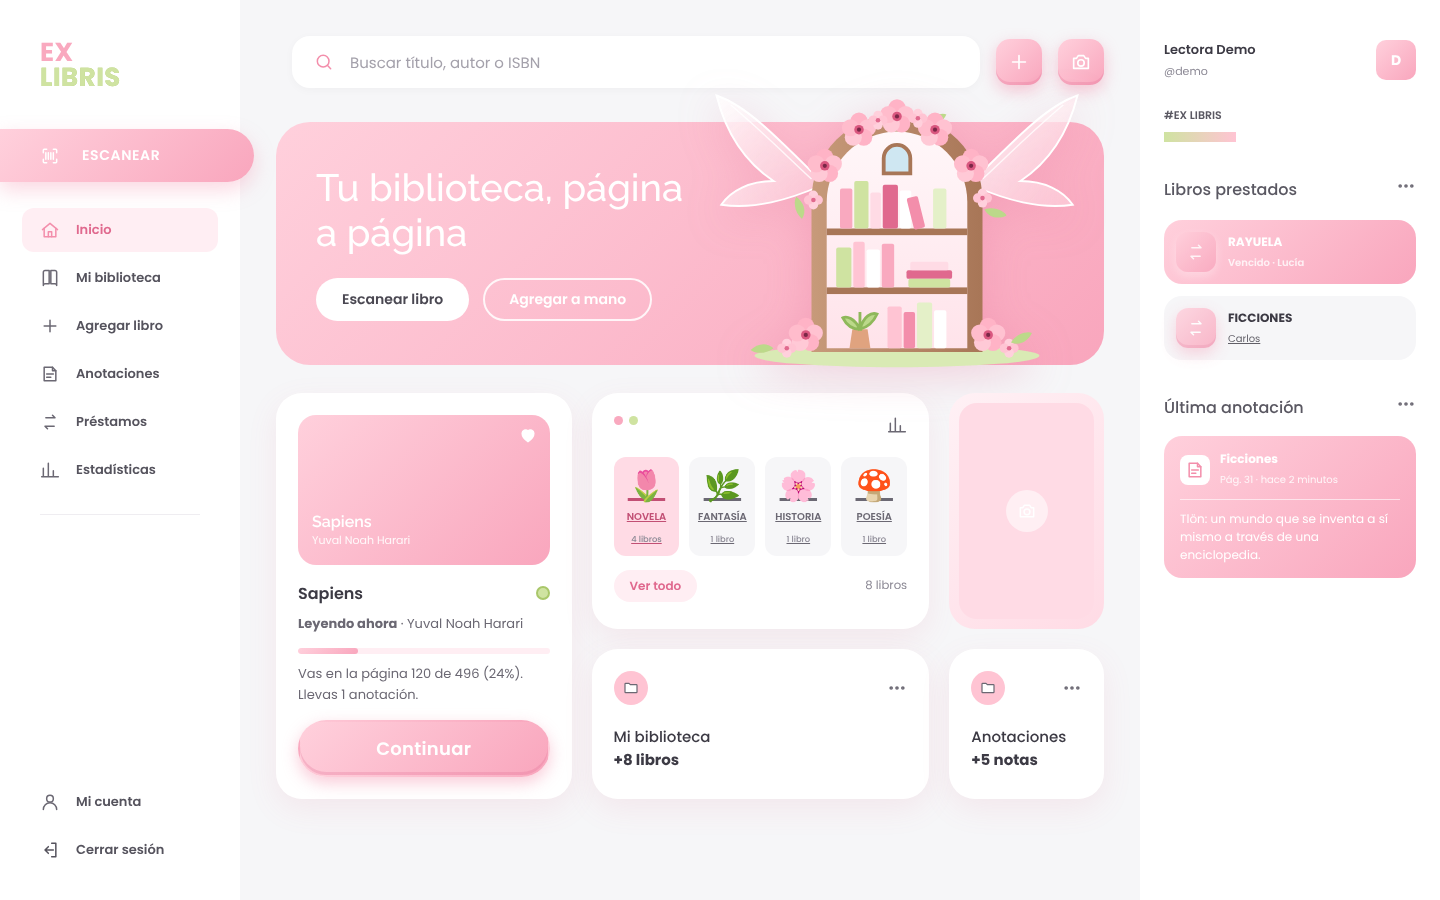 EX
LIBRIS
ESCANEAR
Inicio
Mi biblioteca
Agregar libro
Anotaciones
Préstamos
Estadísticas
Mi cuenta
Cerrar sesión
Buscar título, autor o ISBN
Tu biblioteca, página
a página
Escanear libro
Agregar a mano
Sapiens
Yuval Noah Harari
Sapiens
Leyendo ahora · Yuval Noah Harari
Vas en la página 120 de 496 (24%).
Llevas 1 anotación.
Continuar
NOVELA
4 libros
FANTASÍA
1 libro
HISTORIA
1 libro
POESÍA
1 libro
Ver todo
8 libros
Mi biblioteca
+8 libros
Anotaciones
+5 notas
Lectora Demo
@demo
D
#EX LIBRIS
Libros prestados
RAYUELA
Vencido · Lucía
FICCIONES
Carlos
Última anotación
Ficciones
Pág. 31 · hace 2 minutos
Tlön: un mundo que se inventa a sí
mismo a través de una
enciclopedia.